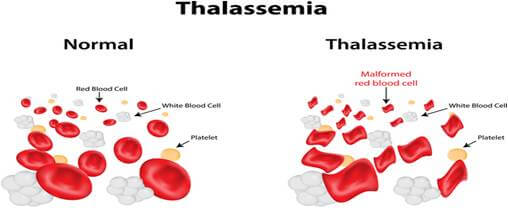 Thalassemia
Normal
Red Blood Cell
White Blood Cell
Platelet
Thalassemia
Malformed
red blood cell
White Blood Cell
Platelet